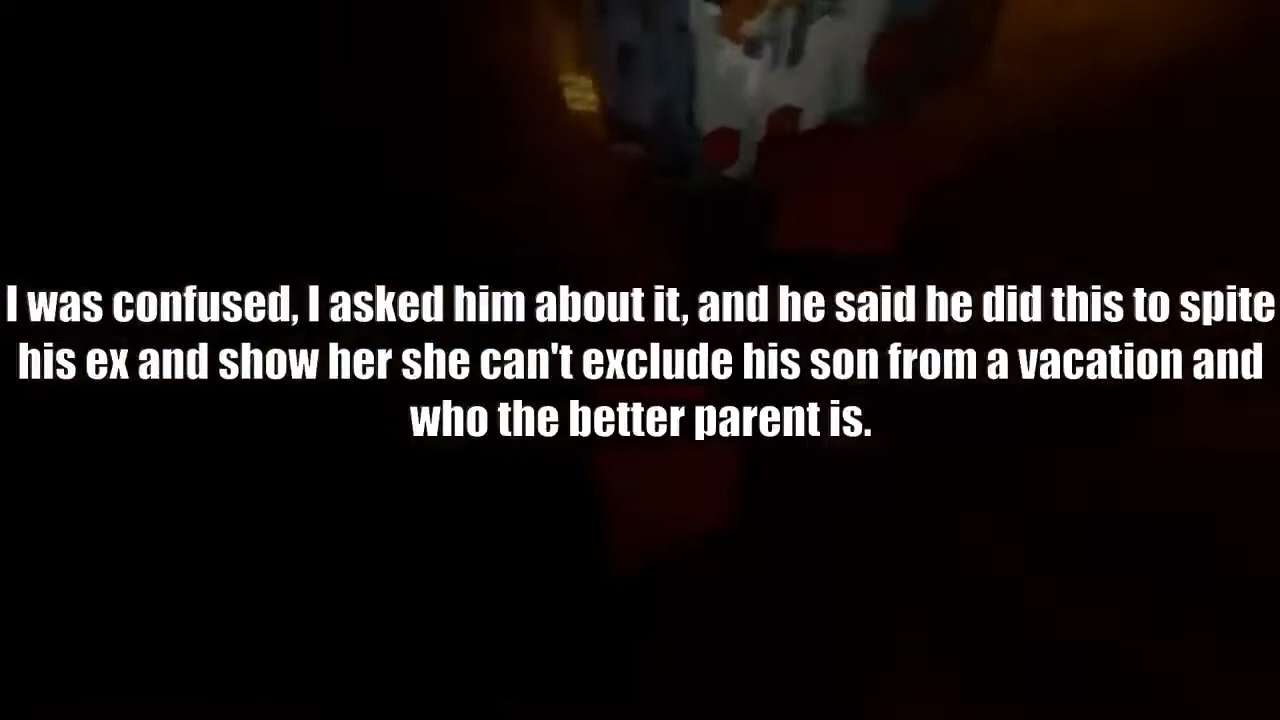 I was confused, I asked him about it, and he said he did this to spite
his ex and show her she can't exclude his son from a vacation and
who the better parent is.